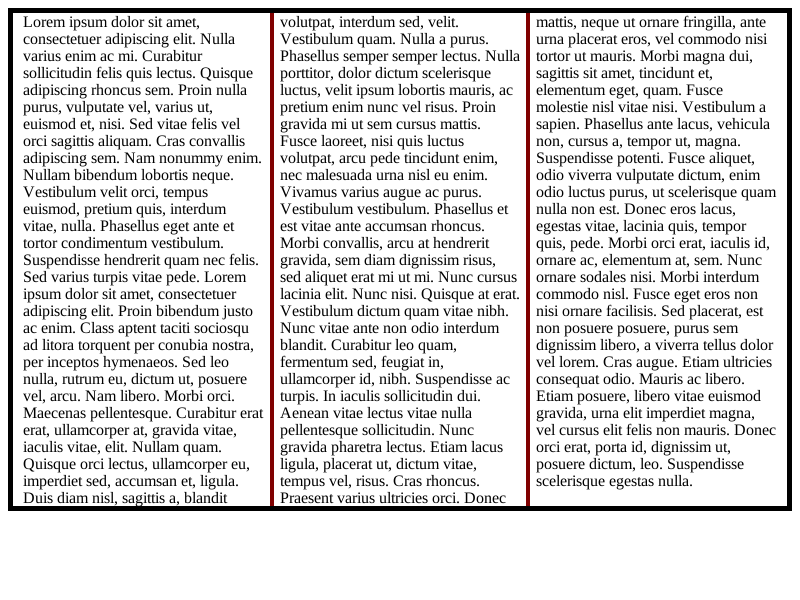 Lorem ipsum dolor sit amet,
consectetuer adipiscing elit. Nulla
varius enim ac mi. Curabitur
sollicitudin felis quis lectus. Quisque
adipiscing rhoncus sem. Proin nulla
purus, vulputate vel, varius ut,
euismod et, nisi. Sed vitae felis vel
orci sagittis aliquam. Cras convallis
adipiscing sem. Nam nonummy enim.
Nullam bibendum lobortis neque.
Vestibulum velit orci, tempus
euismod, pretium quis, interdum
vitae, nulla. Phasellus eget ante et
tortor condimentum vestibulum.
Suspendisse hendrerit quam nec felis.
Sed varius turpis vitae pede. Lorem
ipsum dolor sit amet, consectetuer
adipiscing elit. Proin bibendum justo
ac enim. Class aptent taciti sociosqu
ad litora torquent per conubia nostra,
per inceptos hymenaeos. Sed leo
nulla, rutrum eu, dictum ut, posuere
vel, arcu. Nam libero. Morbi orci.
Maecenas pellentesque. Curabitur erat
erat, ullamcorper at, gravida vitae,
iaculis vitae, elit. Nullam quam.
Quisque orci lectus, ullamcorper eu,
imperdiet sed, accumsan et, ligula.
Duis diam nisl, sagittis a, blandit
volutpat, interdum sed, velit.
Vestibulum quam. Nulla a purus.
Phasellus semper semper lectus. Nulla
porttitor, dolor dictum scelerisque
luctus, velit ipsum lobortis mauris, ac
pretium enim nunc vel risus. Proin
gravida mi ut sem cursus mattis.
Fusce laoreet, nisi quis luctus
volutpat, arcu pede tincidunt enim,
nec malesuada urna nisl eu enim.
Vivamus varius augue ac purus.
Vestibulum vestibulum. Phasellus et
est vitae ante accumsan rhoncus.
Morbi convallis, arcu at hendrerit
gravida, sem diam dignissim risus,
sed aliquet erat mi ut mi. Nunc cursus
lacinia elit. Nunc nisi. Quisque at erat.
Vestibulum dictum quam vitae nibh.
Nunc vitae ante non odio interdum
blandit. Curabitur leo quam,
fermentum sed, feugiat in,
ullamcorper id, nibh. Suspendisse ac
turpis. In iaculis sollicitudin dui.
Aenean vitae lectus vitae nulla
pellentesque sollicitudin. Nunc
gravida pharetra lectus. Etiam lacus
ligula, placerat ut, dictum vitae,
tempus vel, risus. Cras rhoncus.
Praesent varius ultricies orci. Donec
mattis, neque ut ornare fringilla, ante
urna placerat eros, vel commodo nisi
tortor ut mauris. Morbi magna dui,
sagittis sit amet, tincidunt et,
elementum eget, quam. Fusce
molestie nisl vitae nisi. Vestibulum a
sapien. Phasellus ante lacus, vehicula
non, cursus a, tempor ut, magna.
Suspendisse potenti. Fusce aliquet,
odio viverra vulputate dictum, enim
odio luctus purus, ut scelerisque quam
nulla non est. Donec eros lacus,
egestas vitae, lacinia quis, tempor
quis, pede. Morbi orci erat, iaculis id,
ornare ac, elementum at, sem. Nunc
ornare sodales nisi. Morbi interdum
commodo nisl. Fusce eget eros non
nisi ornare facilisis. Sed placerat, est
non posuere posuere, purus sem
dignissim libero, a viverra tellus dolor
vel lorem. Cras augue. Etiam ultricies
consequat odio. Mauris ac libero.
Etiam posuere, libero vitae euismod
gravida, urna elit imperdiet magna,
vel cursus elit felis non mauris. Donec
orci erat, porta id, dignissim ut,
posuere dictum, leo. Suspendisse
scelerisque egestas nulla.